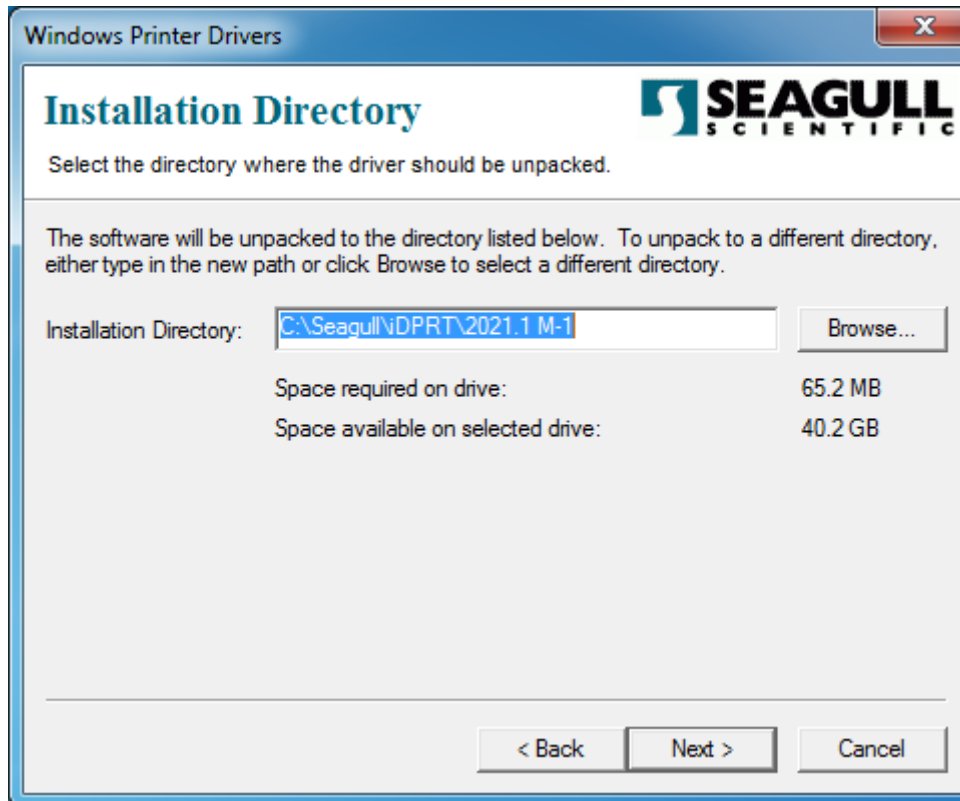 Windows Printer Drivers
Installation Directory
SEAGULL
SCIENTIFIC
Select the directory where the driver should be unpacked.
The software will be unpacked to the directory listed below. To unpack to a different directory,
either type in the new path or click Browse to select a different directory.
Installation Directory: C:\Seagull\iDPRT\2021.1 M-1 Browse...
Space required on drive: 65.2 MB
Space available on selected drive: 40.2 GB
< Back Next > Cancel